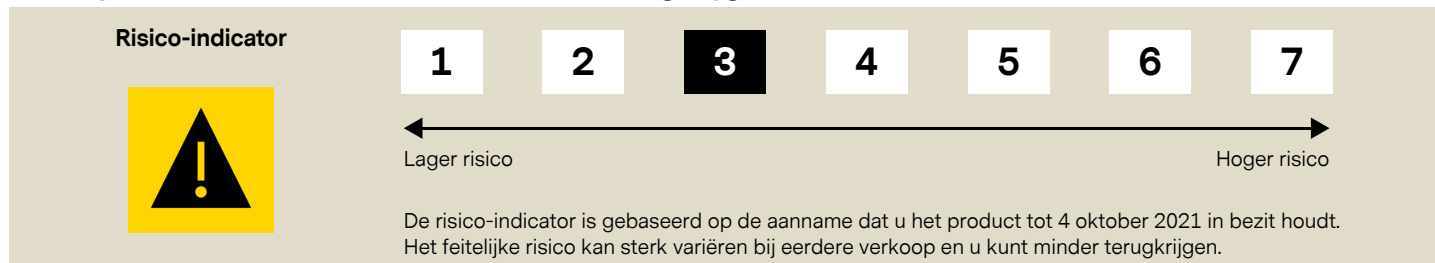 Risico-indicator
1 2 3 4 5 6 7
Lager risico Hoger risico
De risico-indicator is gebaseerd op de aanname dat u het product tot 4 oktober 2021 in bezit houdt.
Het feitelijke risico kan sterk variëren bij eerdere verkoop en u kunt minder terugkrijgen.